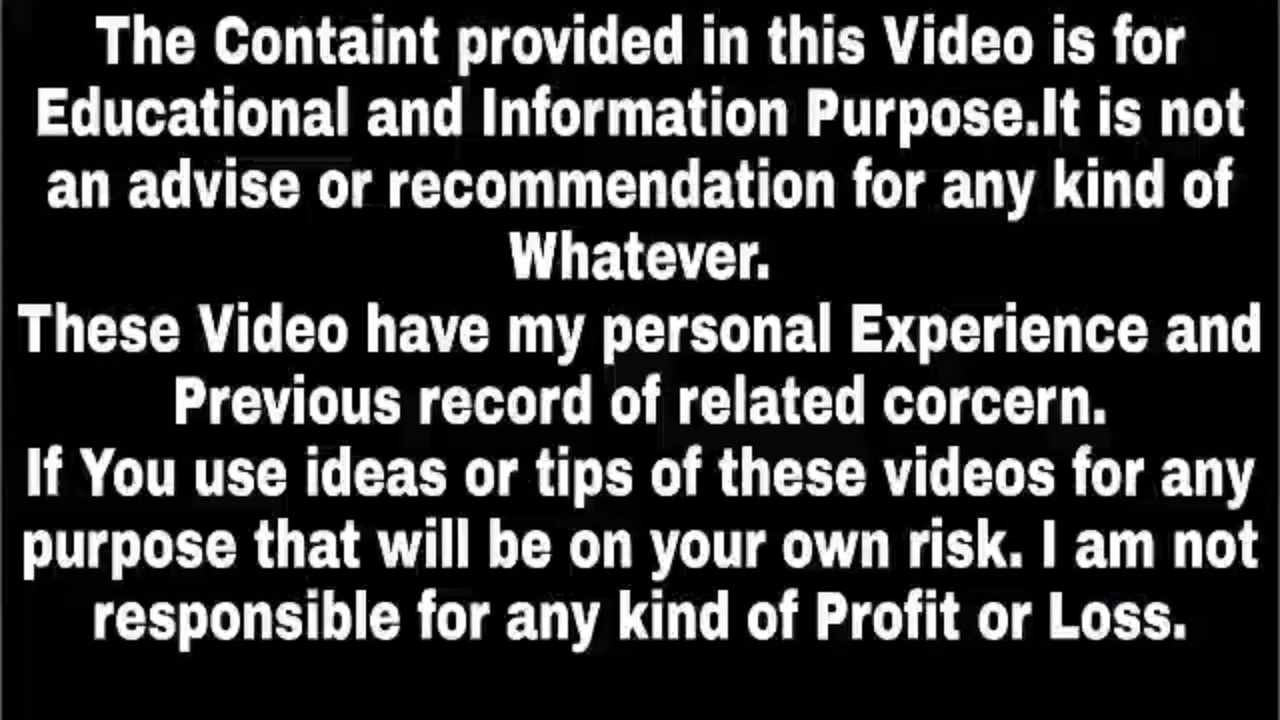 The Containt provided in this Video is for
Educational and Information Purpose.It is not
an advise or recommendation for any kind of
Whatever.
These Video have my personal Experience and
Previous record of related corcern.
If You use ideas or tips of these videos for any
purpose that will be on your own risk. I am not
responsible for any kind of Profit or Loss.